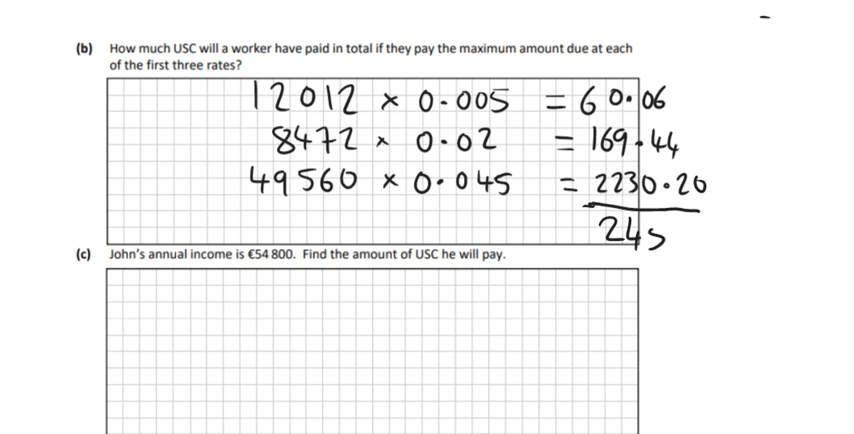 (b) How much USC will a worker have paid in total if they pay the maximum amount due at each
of the first three rates?
12012 × 0.005 = 60.06
8472 × 0.02 = 169.44
49560 × 0.045 = 2230.20
245
(c) John's annual income is €54 800. Find the amount of USC he will pay.